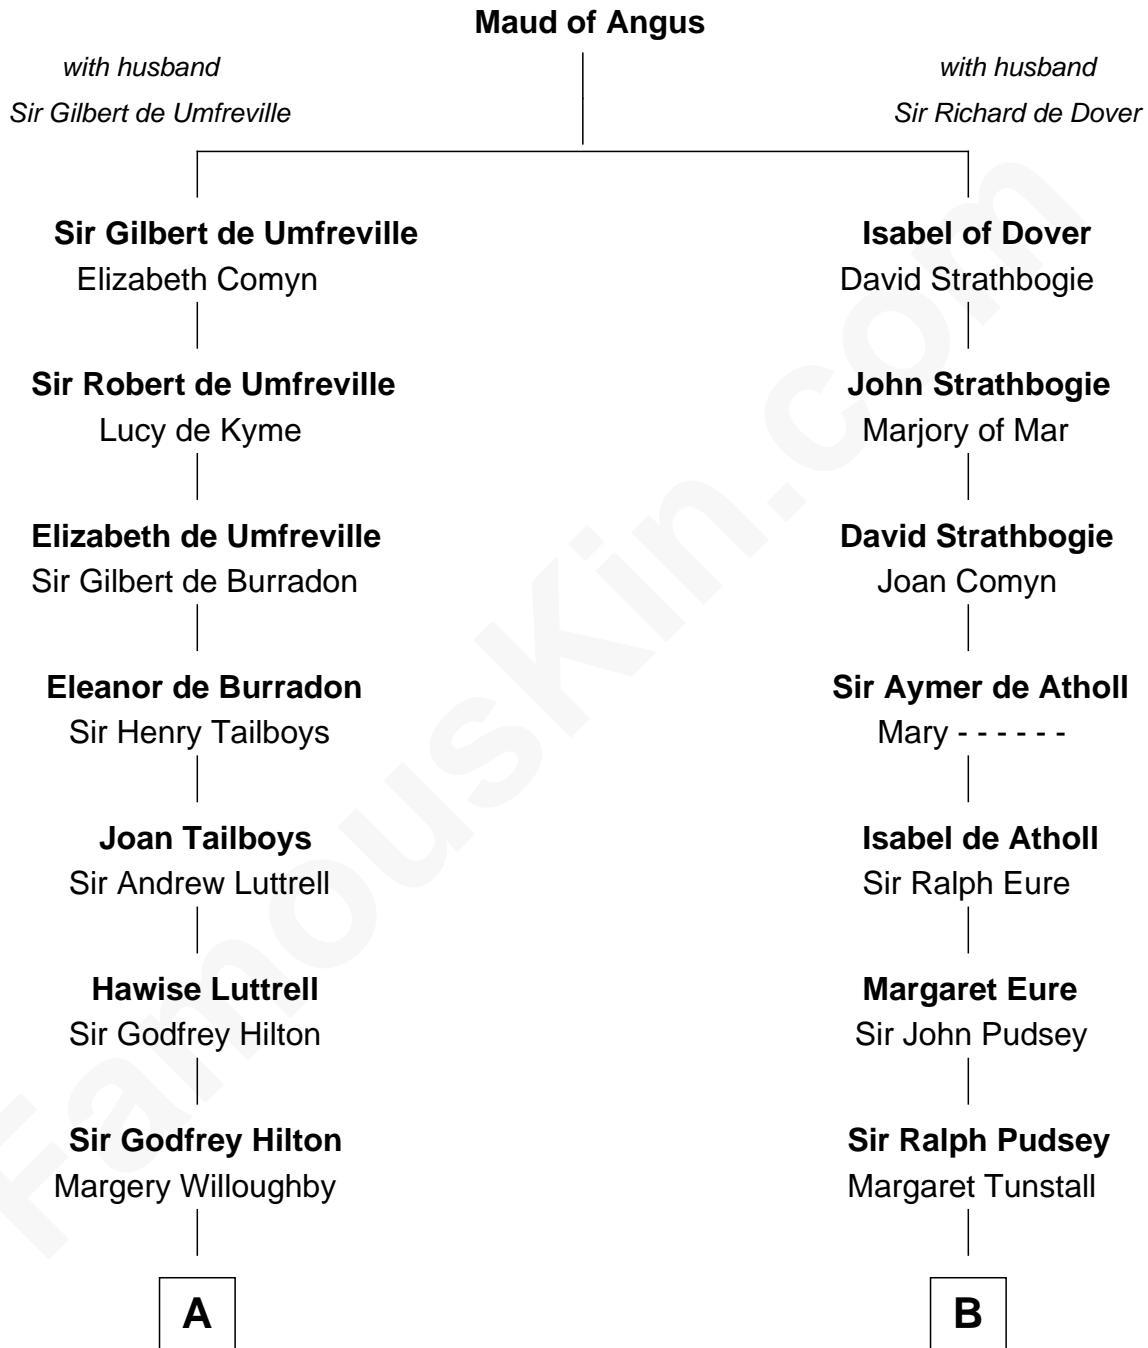 Maud of Angus
with husband
Sir Gilbert de Umfreville
with husband
Sir Richard de Dover
Sir Gilbert de Umfreville
Elizabeth Comyn
Isabel of Dover
David Strathbogie
Sir Robert de Umfreville
Lucy de Kyme
John Strathbogie
Marjory of Mar
Elizabeth de Umfreville
Sir Gilbert de Burradon
David Strathbogie
Joan Comyn
Eleanor de Burradon
Sir Henry Tailboys
Sir Aymer de Atholl
Mary - - - - - -
Joan Tailboys
Sir Andrew Luttrell
Isabel de Atholl
Sir Ralph Eure
Hawise Luttrell
Sir Godfrey Hilton
Margaret Eure
Sir John Pudsey
Sir Godfrey Hilton
Margery Willoughby
Sir Ralph Pudsey
Margaret Tunstall
A
B
FamousKin.com